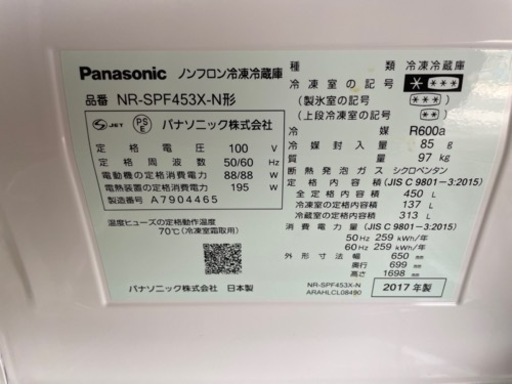 Panasonic ノンフロン冷凍冷蔵庫
品番 NR-SPF453X-N形
JET PS E パナソニック株式会社
定格電圧 100 V
定格周波数 50/60 Hz
電動機の定格消費電力 88/88 W
電熱装置の定格消費電力 195 W
製造番号 A7904465
温度ヒューズの定格動作温度
70℃(冷凍室霜取用)
パナソニック株式会社 日本製
種類 冷凍冷蔵庫
冷凍室の記号 * ***
(製氷室の記号 **)
(上段冷凍室の記号 **)
冷媒 R600a
冷媒封入量 85 g
質量 97 kg
断熱発泡ガス シクロペンタン
定格内容積 (JIS C 9801-3:2015)
全定格内容積 450 L
冷凍室の定格内容積 137 L
冷蔵室の定格内容積 313 L
消費電力量 (JIS C 9801-3:2015)
50 Hz 259 kWh/年
60 Hz 259 kWh/年
外形寸法 幅 650 mm
奥行 699 mm
高さ 1698 mm
NR-SPF453X-N
ARAHLCL08490
2017年製